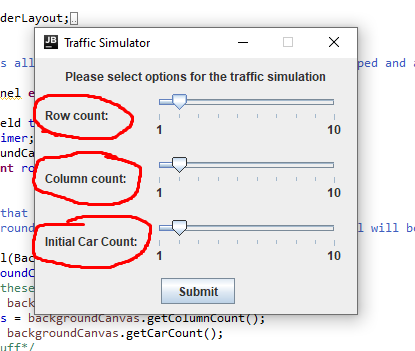 derLayout;
Traffic Simulator
s all
ped and a
Please select options for the traffic simulation
nel e
Row count:
eld t
imer;
1 10
undCa
nt ro
Column count:
1 10
that
round
l will be
Initial Car Count:
l(Bac
1 10
oundC
these
back
Submit
s = backgroundCanvas.getColumnCount();
backgroundCanvas.getCarCount();
uff*/